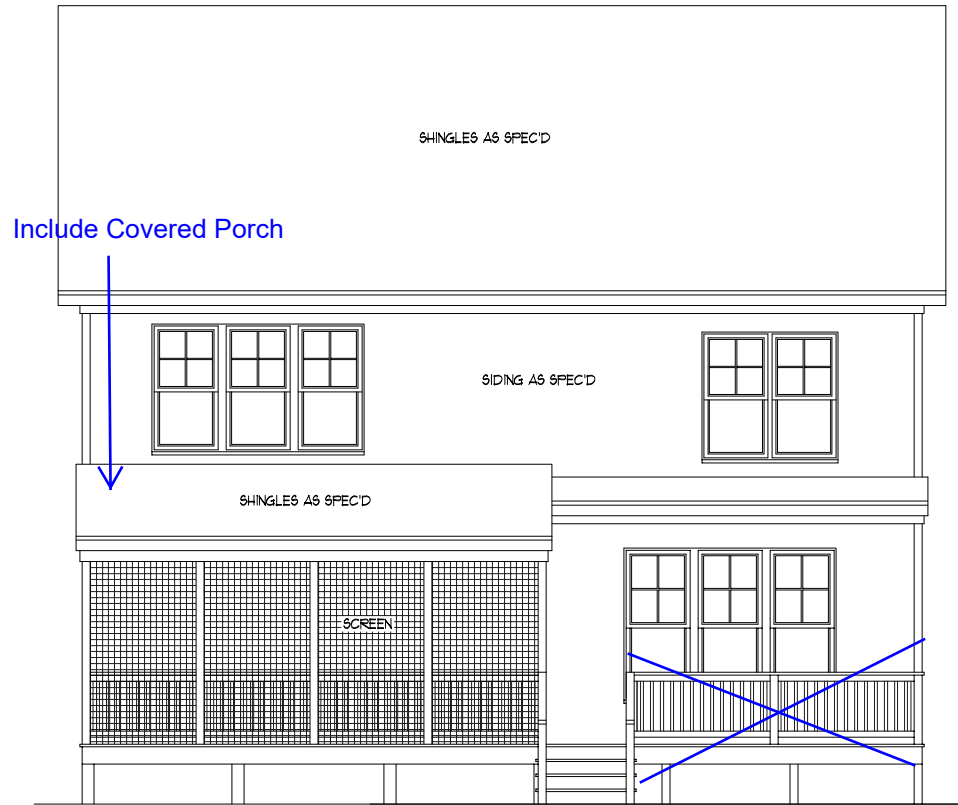 SHINGLES AS SPEC'D
Include Covered Porch
SIDING AS SPEC'D
SHINGLES AS SPEC'D
SCREEN